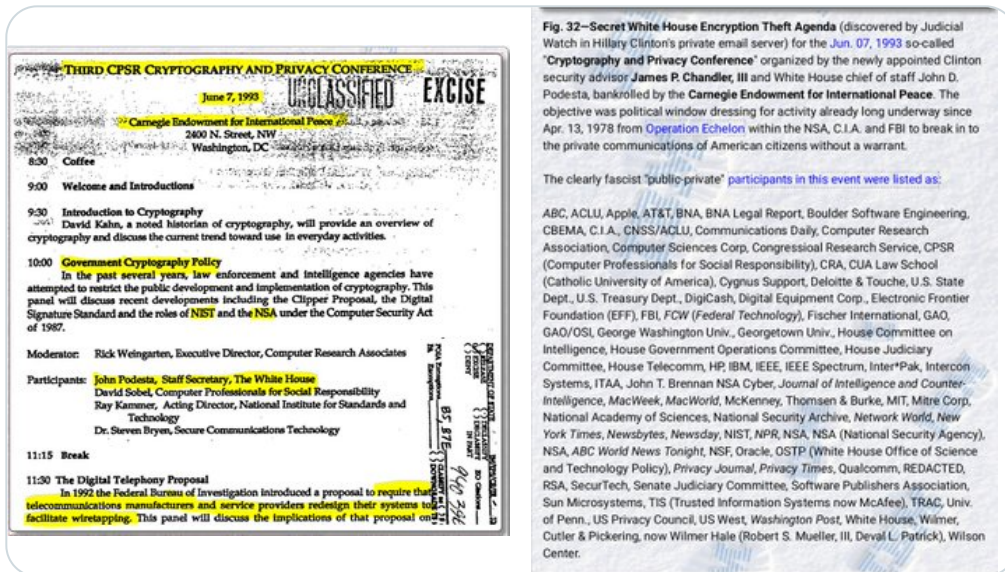 THIRD CPSR CRYPTOGRAPHY AND PRIVACY CONFERENCE
UNCLASSIFIED
EXCISE
June 7, 1993
Carnegie Endowment for International Peace
2400 N. Street, NW
Washington, DC
8:30 Coffee
9:00 Welcome and Introductions
9:30 Introduction to Cryptography
David Kahn, a noted historian of cryptography, will provide an overview of
cryptography and discuss the current trend toward use in everyday activities.
10:00 Government Cryptography Policy
In the past several years, law enforcement and intelligence agencies have
attempted to restrict the public development and implementation of cryptography. This
panel will discuss recent developments including the Clipper Proposal, the Digital
Signature Standard and the roles of NIST and the NSA under the Computer Security Act
of 1987.
Moderator: Rick Weingarten, Executive Director, Computer Research Associates
Participants: John Podesta, Staff Secretary, The White House
David Sobel, Computer Professionals for Social Responsibility
Ray Kammer, Acting Director, National Institute for Standards and
Technology
Dr. Steven Bryen, Secure Communications Technology
11:15 Break
11:30 The Digital Telephony Proposal
In 1992 the Federal Bureau of Investigation introduced a proposal to require that
telecommunications manufacturers and service providers redesign their systems to
facilitate wiretapping. This panel will discuss the implications of that proposal on
Fig. 32—Secret White House Encryption Theft Agenda (discovered by Judicial
Watch in Hillary Clinton's private email server) for the Jun. 07, 1993 so-called
"Cryptography and Privacy Conference" organized by the newly appointed Clinton
security advisor James P. Chandler, III and White House chief of staff John D.
Podesta, bankrolled by the Carnegie Endowment for International Peace. The
objective was political window dressing for activity already long underway since
Apr. 13, 1978 from Operation Echelon within the NSA, C.I.A. and FBI to break in to
the private communications of American citizens without a warrant.
The clearly fascist "public-private" participants in this event were listed as:
ABC, ACLU, Apple, AT&T, BNA, BNA Legal Report, Boulder Software Engineering,
CBEMA, C.I.A., CNSS/ACLU, Communications Daily, Computer Research
Association, Computer Sciences Corp, Congressioal Research Service, CPSR
(Computer Professionals for Social Responsibility), CRA, CUA Law School
(Catholic University of America), Cygnus Support, Deloitte & Touche, U.S. State
Dept., U.S. Treasury Dept., DigiCash, Digital Equipment Corp., Electronic Frontier
Foundation (EFF), FBI, FCW (Federal Technology), Fischer International, GAO,
GAO/OSI, George Washington Univ., Georgetown Univ., House Committee on
Intelligence, House Government Operations Committee, House Judiciary
Committee, House Telecomm, HP, IBM, IEEE, IEEE Spectrum, Inter*Pak, Intercon
Systems, ITAA, John T. Brennan NSA Cyber, Journal of Intelligence and Counter-
Intelligence, MacWeek, MacWorld, McKenney, Thomsen & Burke, MIT, Mitre Corp,
National Academy of Sciences, National Security Archive, Network World, New
York Times, Newsbytes, Newsday, NIST, NPR, NSA, NSA (National Security Agency),
NSA, ABC World News Tonight, NSF, Oracle, OSTP (White House Office of Science
and Technology Policy), Privacy Journal, Privacy Times, Qualcomm, REDACTED,
RSA, SecurTech, Senate Judiciary Committee, Software Publishers Association,
Sun Microsystems, TIS (Trusted Information Systems now McAfee), TRAC, Univ.
of Penn., US Privacy Council, US West, Washington Post, White House, Wilmer,
Cutler & Pickering, now Wilmer Hale (Robert S. Mueller, III, Deval L. Patrick), Wilson
Center.